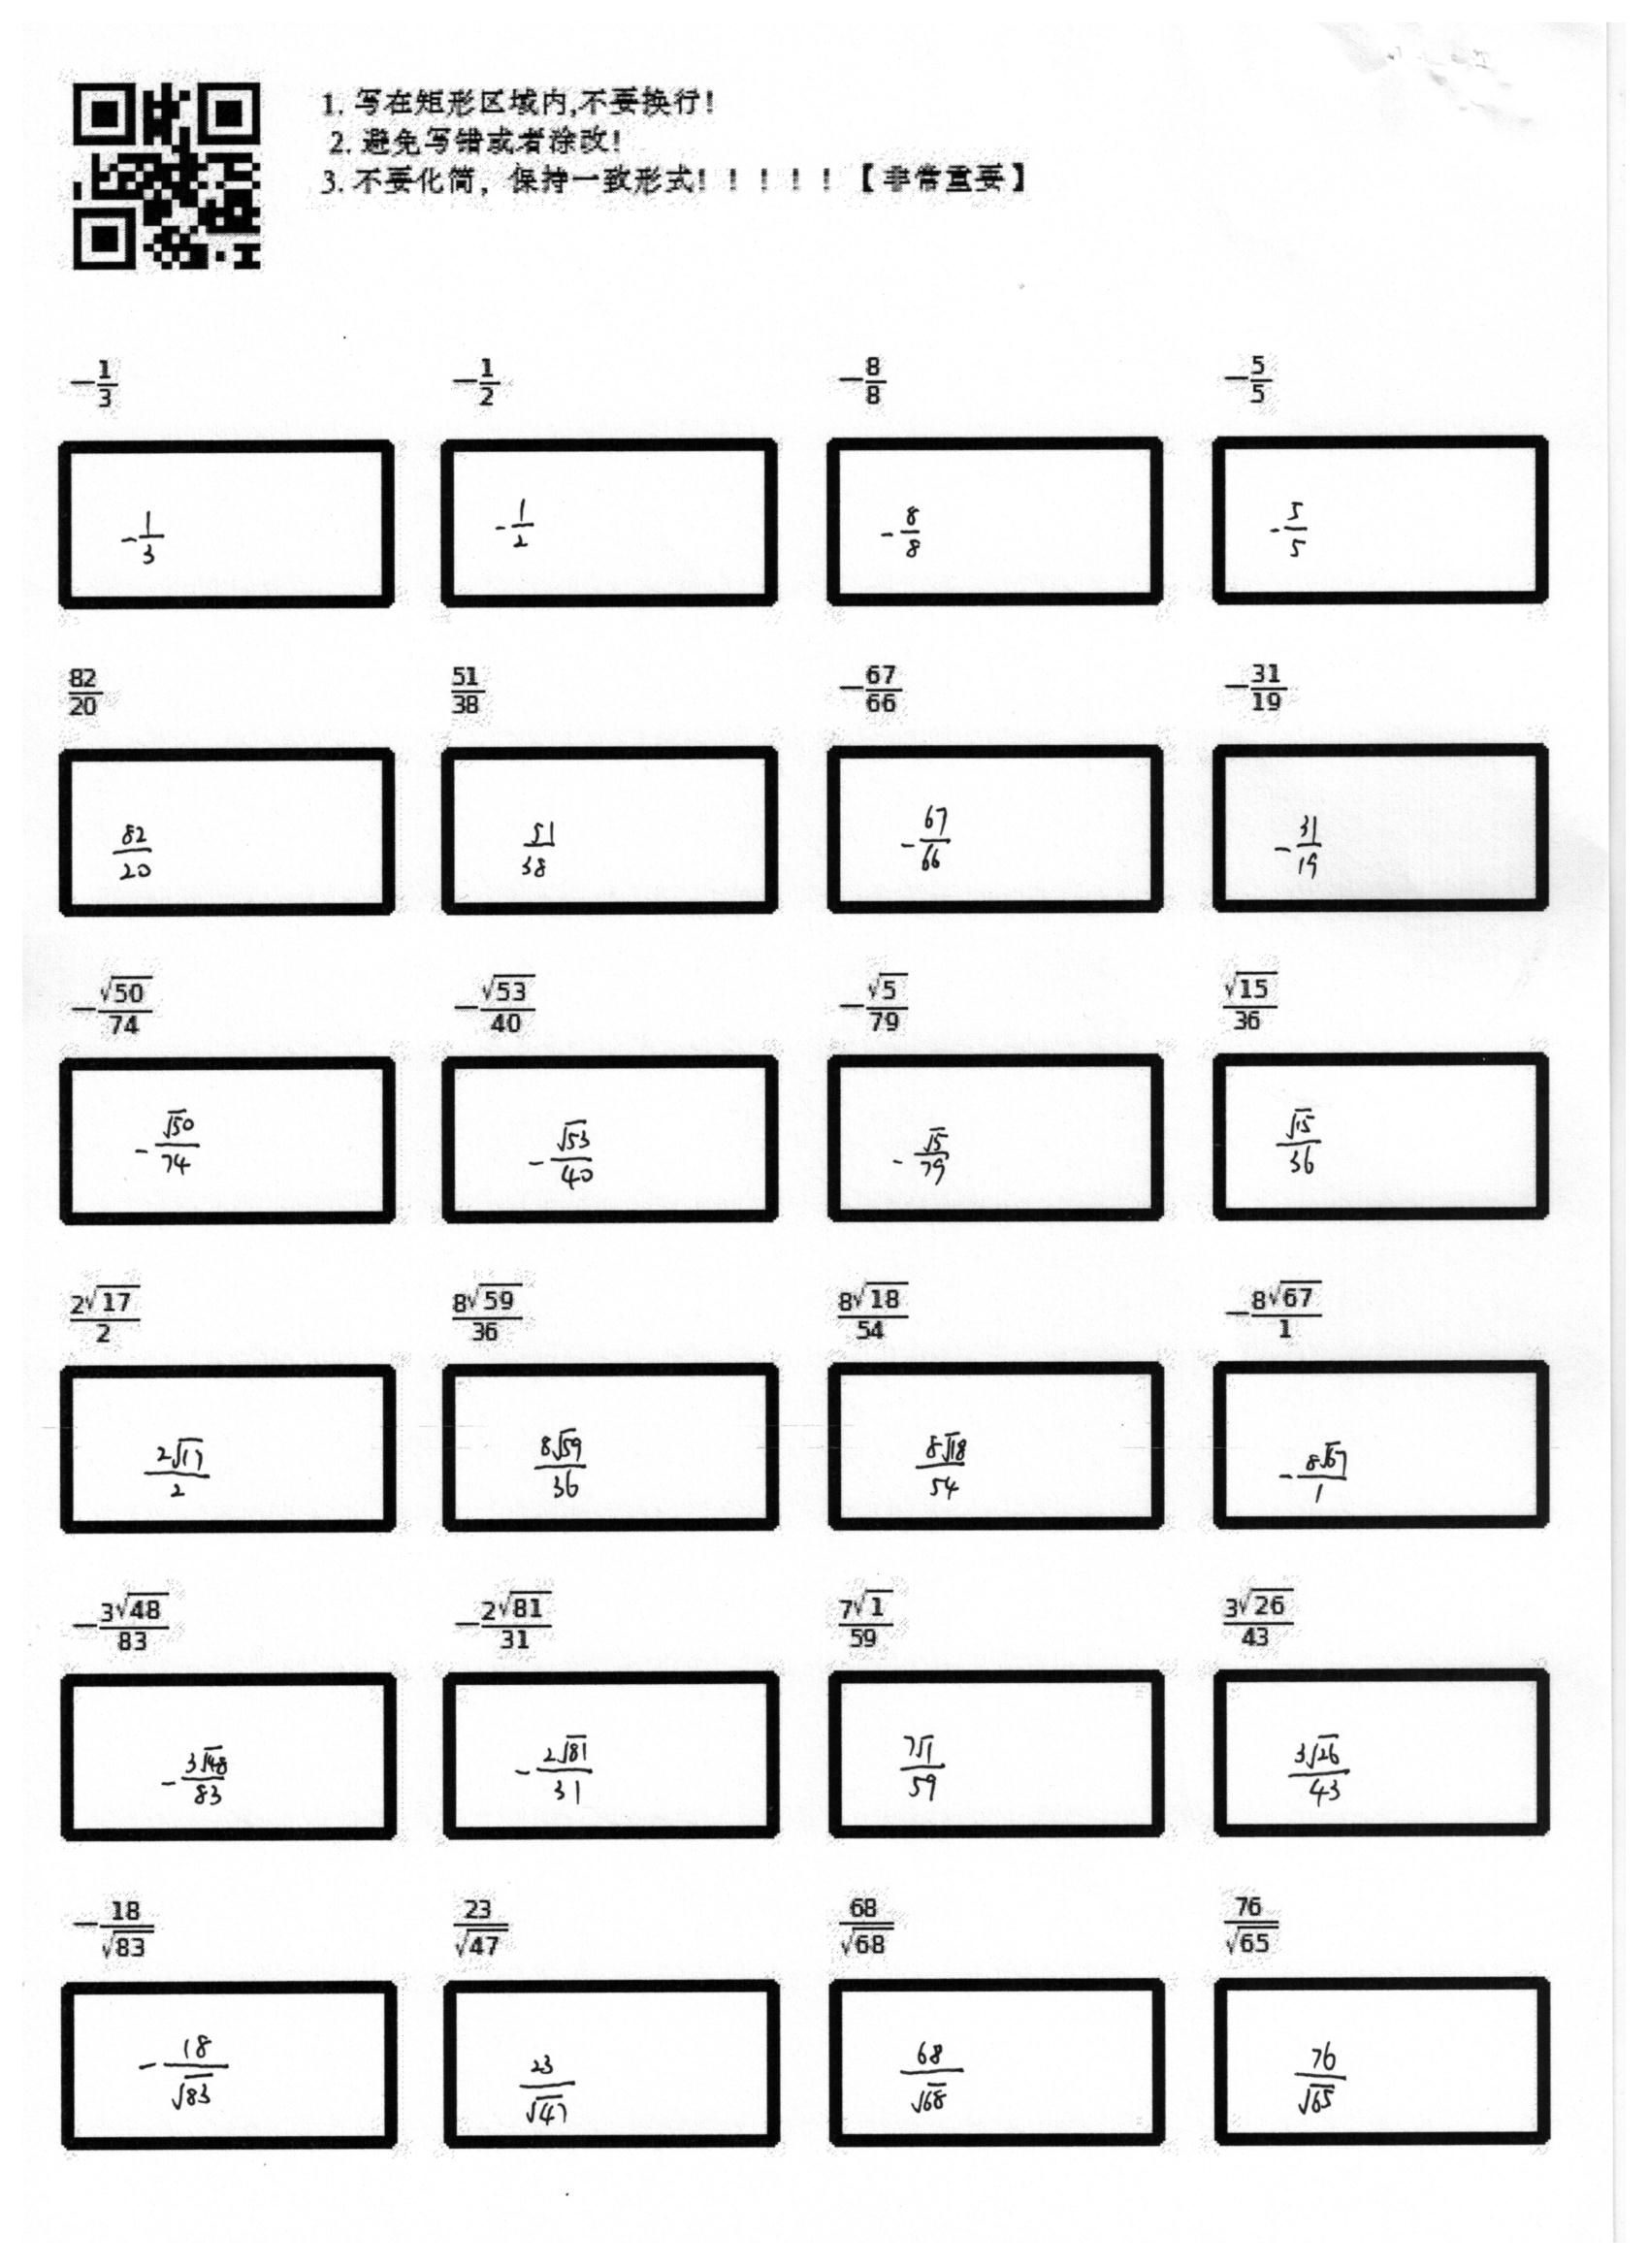 1. 写在矩形区域内,不要换行!
2. 避免写错或者涂改!
3. 不要化简，保持一致形式! ! ! ! ! 【非常重要】
$-\frac{1}{3}$ $-\frac{1}{2}$ $-\frac{8}{8}$ $-\frac{5}{5}$
$-\frac{1}{3}$ $-\frac{1}{2}$ $-\frac{8}{8}$ $-\frac{5}{5}$
$\frac{82}{20}$ $\frac{51}{38}$ $-\frac{67}{66}$ $-\frac{31}{19}$
$\frac{82}{20}$ $\frac{51}{38}$ $-\frac{67}{66}$ $-\frac{31}{19}$
$-\frac{\sqrt{50}}{74}$ $-\frac{\sqrt{53}}{40}$ $-\frac{\sqrt{5}}{79}$ $\frac{\sqrt{15}}{36}$
$-\frac{\sqrt{50}}{74}$ $-\frac{\sqrt{53}}{40}$ $-\frac{\sqrt{5}}{79}$ $\frac{\sqrt{15}}{36}$
$\frac{2\sqrt{17}}{2}$ $\frac{8\sqrt{59}}{36}$ $\frac{8\sqrt{18}}{54}$ $-\frac{8\sqrt{67}}{1}$
$\frac{2\sqrt{17}}{2}$ $\frac{8\sqrt{59}}{36}$ $\frac{8\sqrt{18}}{54}$ $-\frac{8\sqrt{67}}{1}$
$-\frac{3\sqrt{48}}{83}$ $-\frac{2\sqrt{81}}{31}$ $\frac{7\sqrt{1}}{59}$ $\frac{3\sqrt{26}}{43}$
$-\frac{3\sqrt{48}}{83}$ $-\frac{2\sqrt{81}}{31}$ $\frac{7\sqrt{1}}{59}$ $\frac{3\sqrt{26}}{43}$
$-\frac{18}{\sqrt{83}}$ $\frac{23}{\sqrt{47}}$ $\frac{68}{\sqrt{68}}$ $\frac{76}{\sqrt{65}}$
$-\frac{18}{\sqrt{83}}$ $\frac{23}{\sqrt{47}}$ $\frac{68}{\sqrt{68}}$ $\frac{76}{\sqrt{65}}$